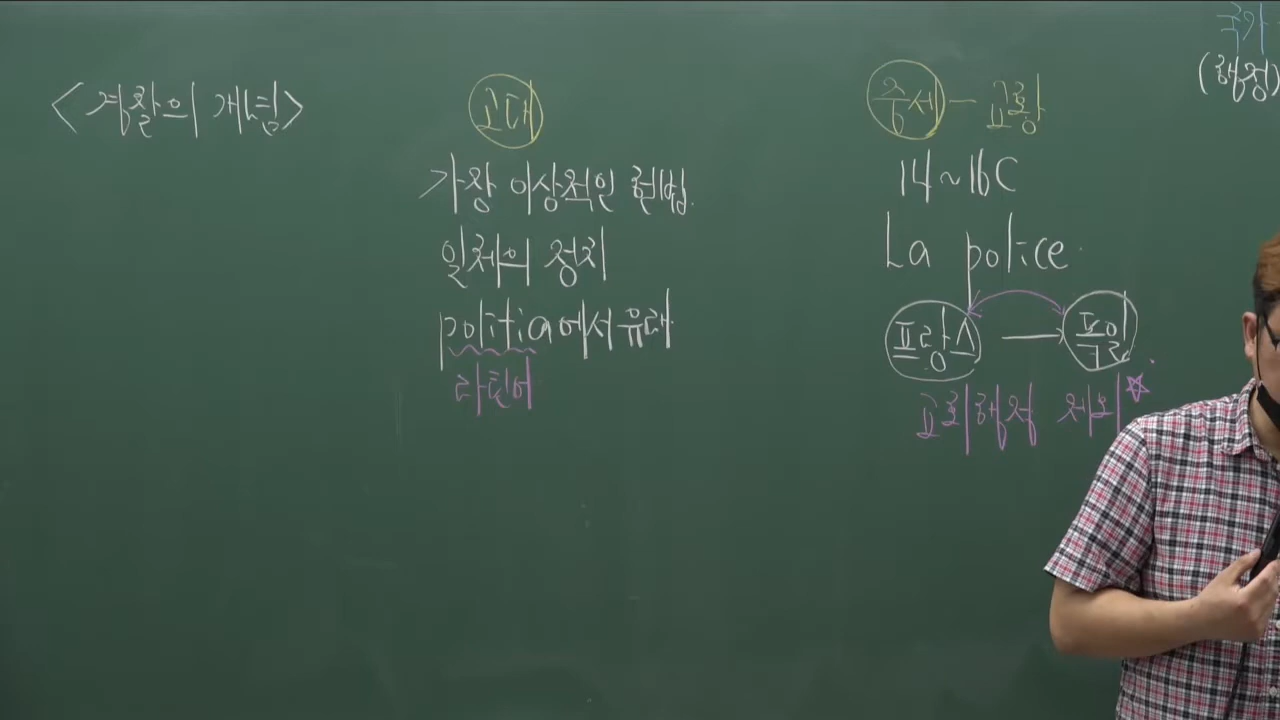 <경찰의 개념>
고대
가장 이상적인 헌법
일체의 정치
politia에서 유래
라틴어
중세 - 교황
14~16C
La police
프랑스 → 독일
교회행정 제외 ☆
국가
(행정)